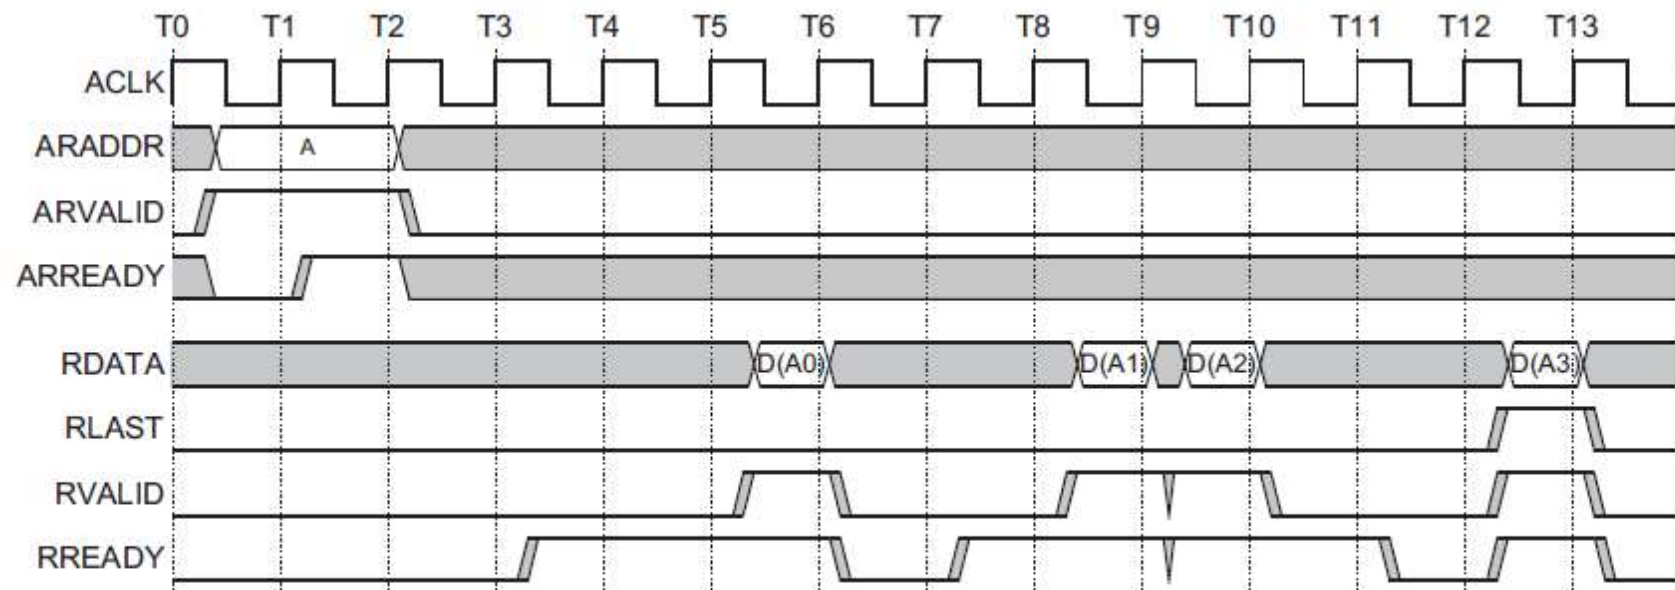 T0 T1 T2 T3 T4 T5 T6 T7 T8 T9 T10 T11 T12 T13
ACLK
ARADDR A
ARVALID
ARREADY
RDATA D(A0) D(A1) D(A2) D(A3)
RLAST
RVALID
RREADY